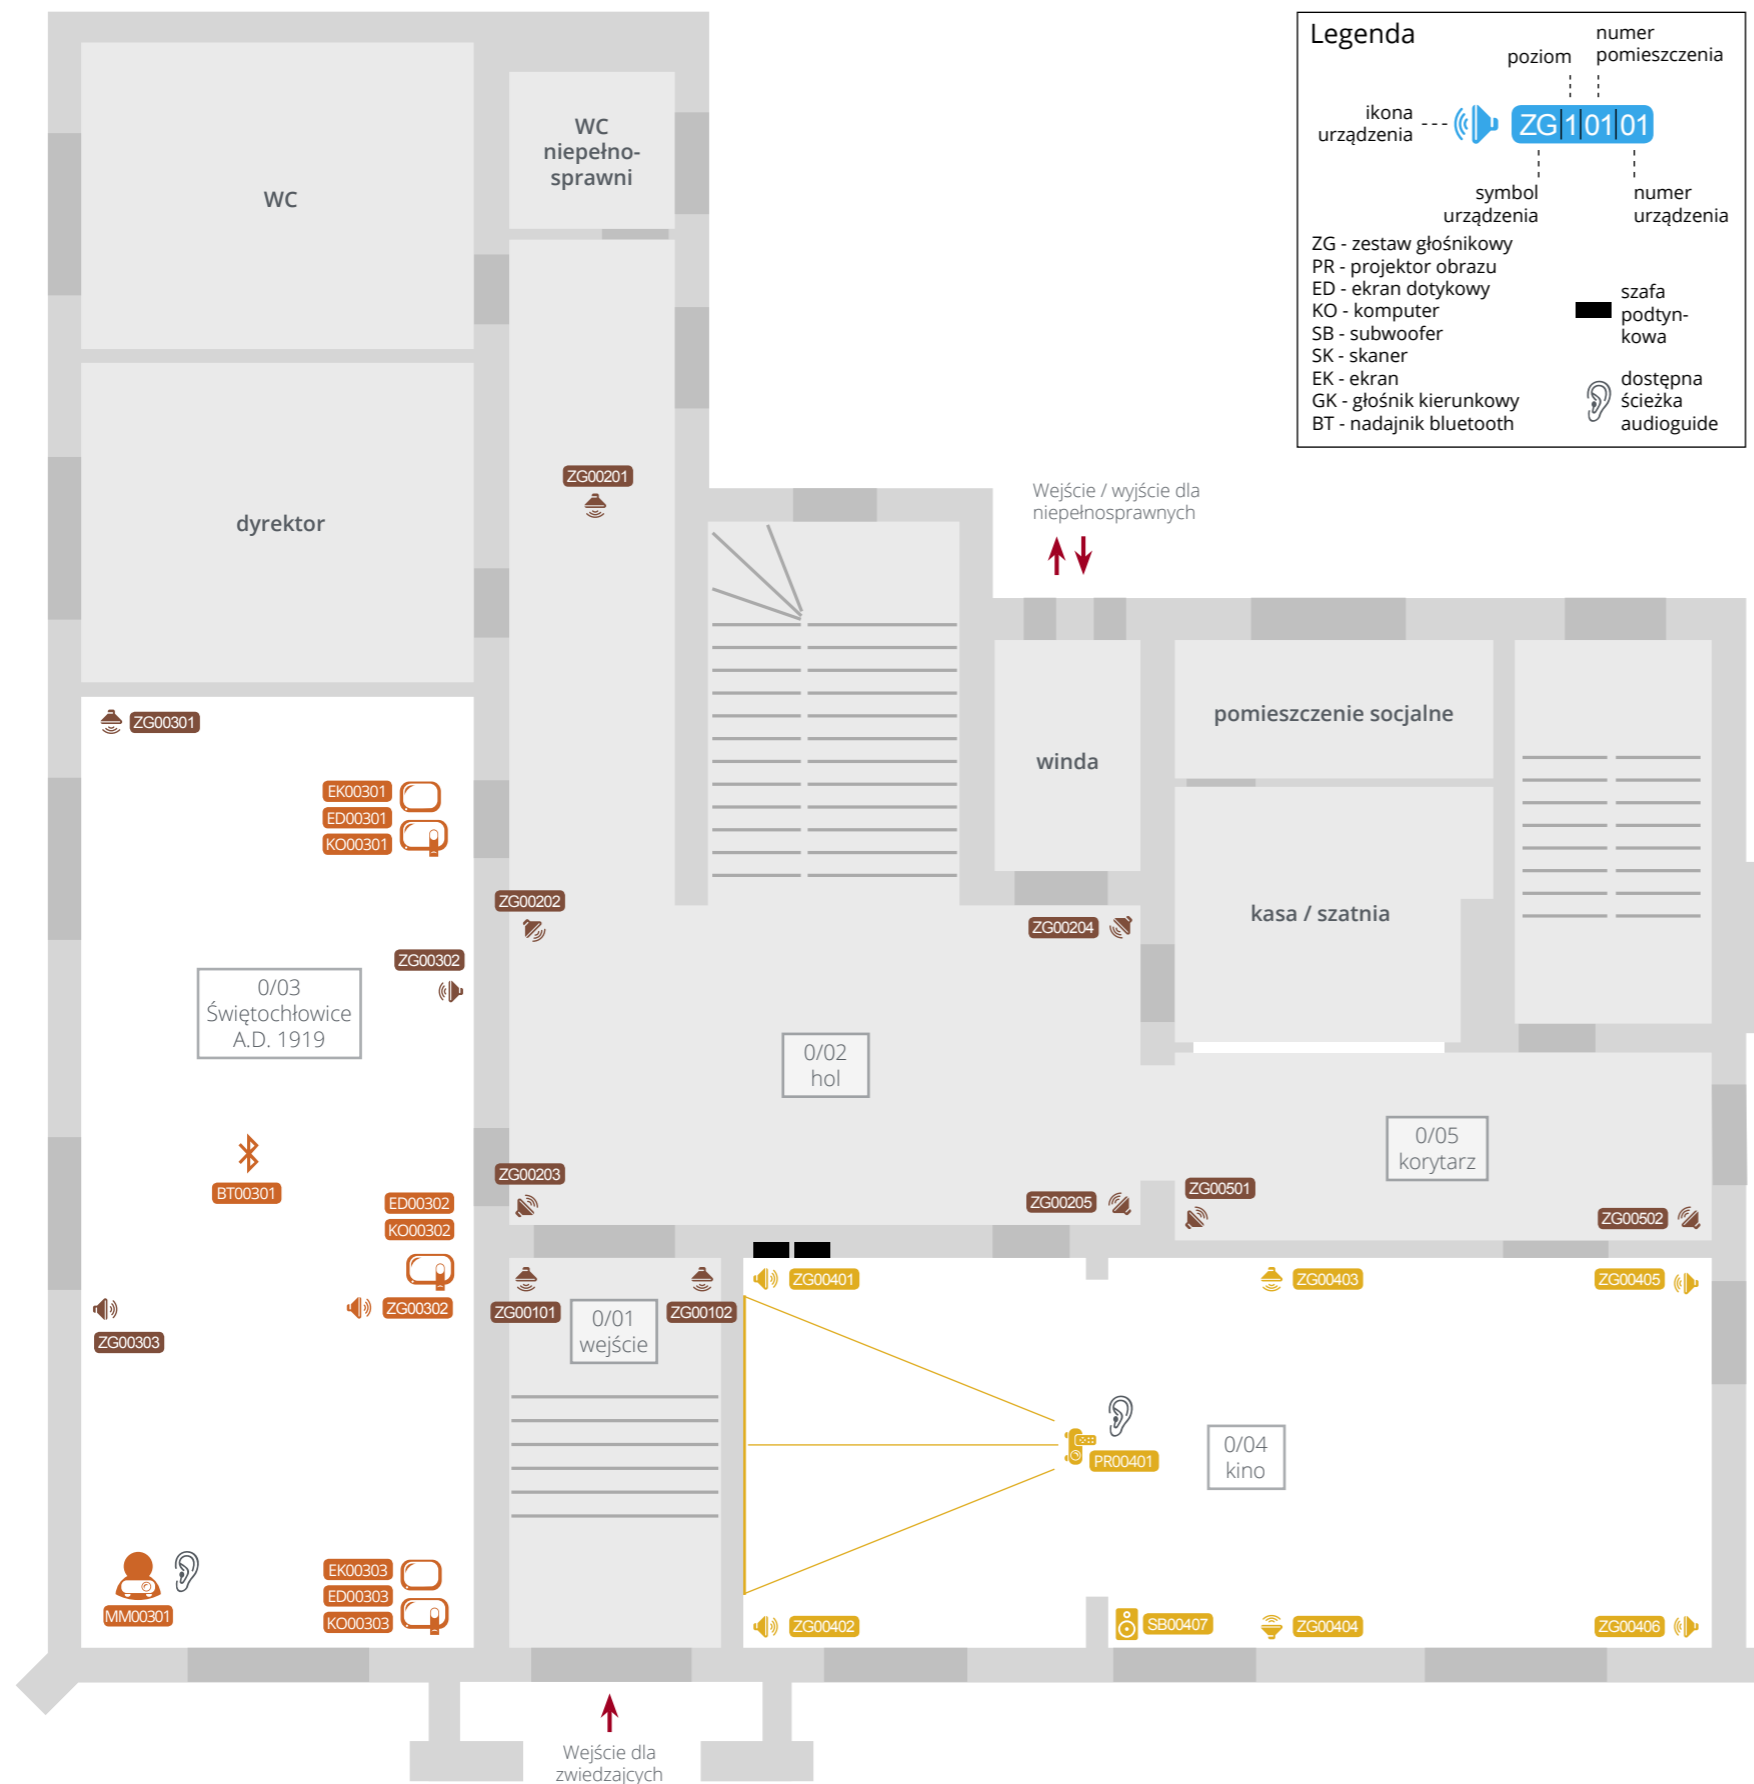 Legenda
numer
pomieszczenia
poziom
ikona
urządzenia
ZG 1 01 01
symbol
urządzenia
numer
urządzenia
ZG - zestaw głośnikowy
PR - projektor obrazu
ED - ekran dotykowy
KO - komputer
SB - subwoofer
SK - skaner
EK - ekran
GK - głośnik kierunkowy
BT - nadajnik bluetooth
szafa
podtyn-
kowa
dostępna
ścieżka
audioguide
WC
WC
niepełno-
sprawni
dyrektor
ZG00201
Wejście / wyjście dla
niepełnosprawnych
ZG00301
EK00301
ED00301
KO00301
winda
pomieszczenie socjalne
kasa / szatnia
ZG00202
ZG00204
ZG00302
0/03
Świętochłowice
A.D. 1919
0/02
hol
0/05
korytarz
BT00301
ED00302
KO00302
ZG00203
ZG00205
ZG00501
ZG00502
ZG00303
ZG00302
ZG00101
ZG00102
0/01
wejście
ZG00401
ZG00403
ZG00405
PR00401
0/04
kino
MM00301
EK00303
ED00303
KO00303
ZG00402
SB00407
ZG00404
ZG00406
Wejście dla
zwiedzajcych